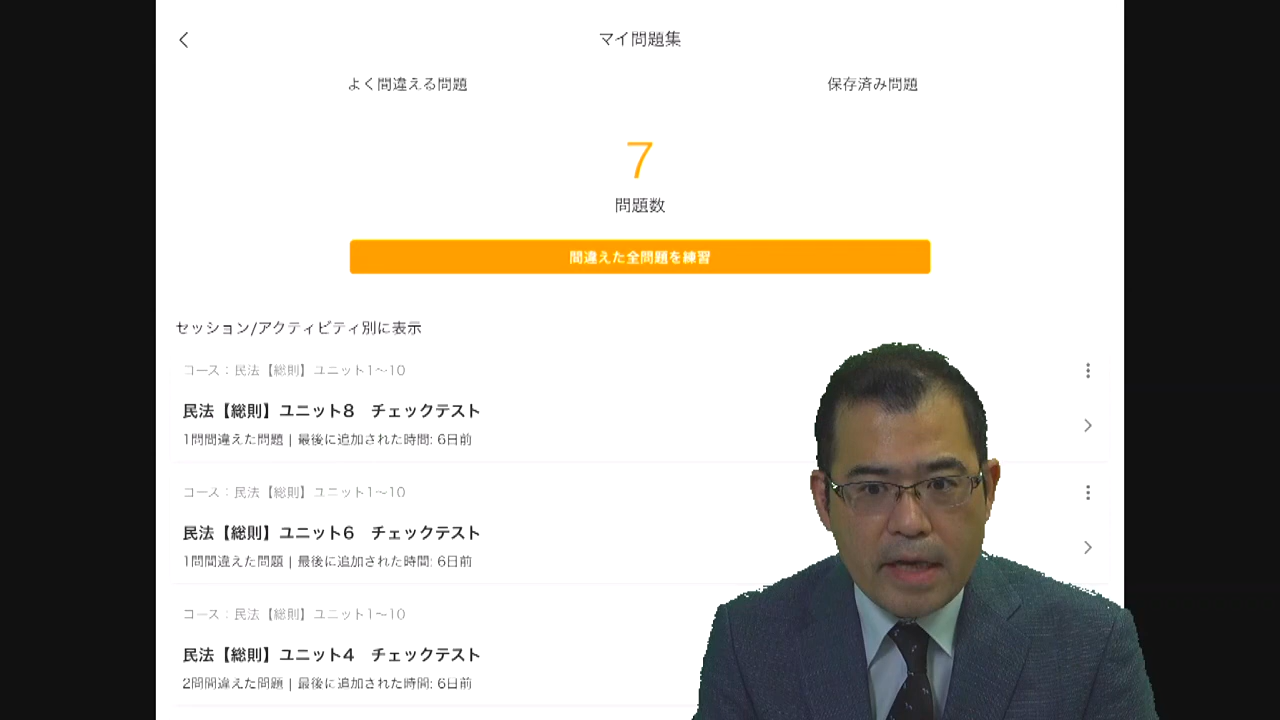 マイ問題集
よく間違える問題
保存済み問題
7
問題数
間違えた全問題を練習
セッション/アクティビティ別に表示
コース：民法【総則】ユニット1〜10
民法【総則】ユニット8　チェックテスト
1問間違えた問題 | 最後に追加された時間: 6日前
コース：民法【総則】ユニット1〜10
民法【総則】ユニット6　チェックテスト
1問間違えた問題 | 最後に追加された時間: 6日前
コース：民法【総則】ユニット1〜10
民法【総則】ユニット4　チェックテスト
2問間違えた問題 | 最後に追加された時間: 6日前